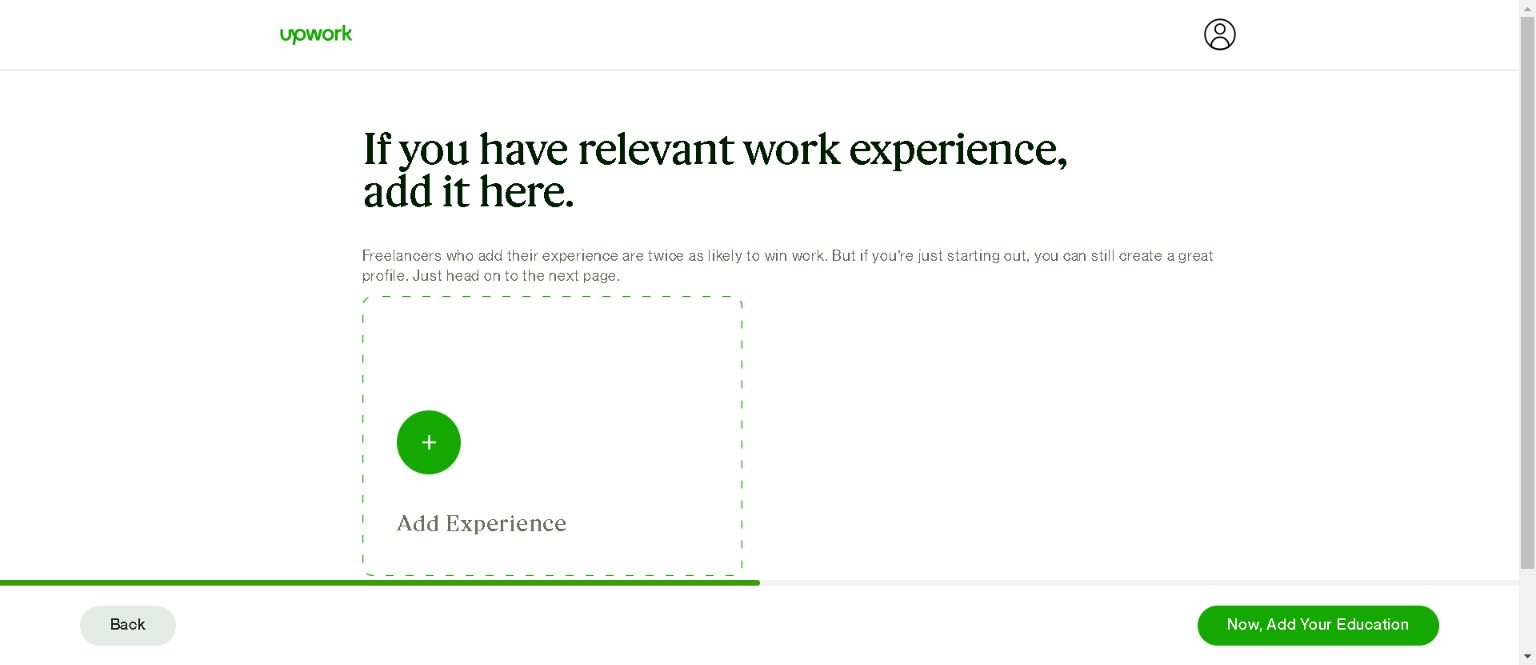 upwork
If you have relevant work experience,
add it here.
Freelancers who add their experience are twice as likely to win work. But if you're just starting out, you can still create a great
profile. Just head on to the next page.
Add Experience
Back
Now, Add Your Education